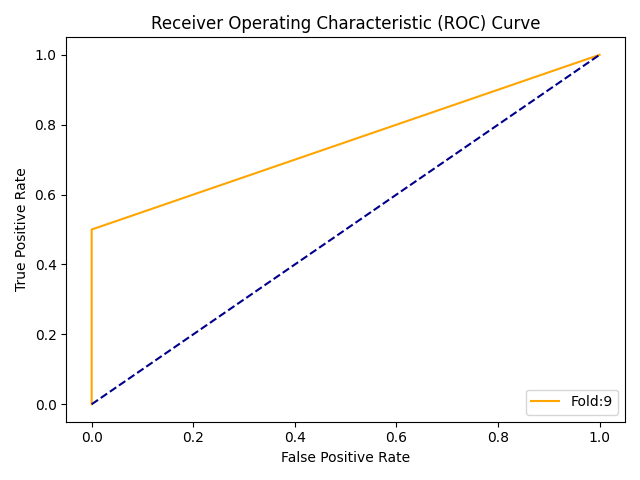 Receiver Operating Characteristic (ROC) Curve
1.0
0.8
0.6
0.4
0.2
0.0
True Positive Rate
Fold:9
0.0 0.2 0.4 0.6 0.8 1.0
False Positive Rate